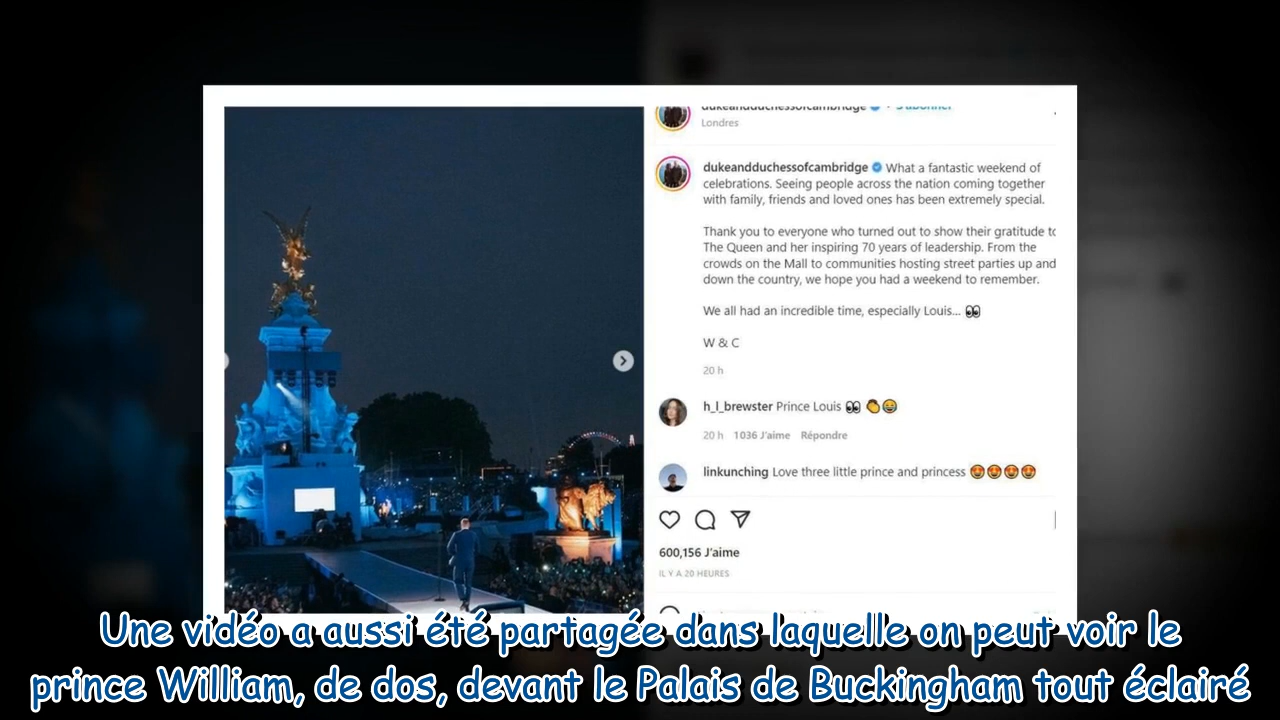 dukeandduchessofcambridge • S'abonner
Londres
dukeandduchessofcambridge What a fantastic weekend of
celebrations. Seeing people across the nation coming together
with family, friends and loved ones has been extremely special.
Thank you to everyone who turned out to show their gratitude to
The Queen and her inspiring 70 years of leadership. From the
crowds on the Mall to communities hosting street parties up and
down the country, we hope you had a weekend to remember.
We all had an incredible time, especially Louis... 👀
W & C
20 h
h_l_brewster Prince Louis 👀 👏😂
20 h 1036 J'aime Répondre
linkunching Love three little prince and princess 😍😍😍😍
600,156 J'aime
IL Y A 20 HEURES
Une vidéo a aussi été partagée dans laquelle on peut voir le
prince William, de dos, devant le Palais de Buckingham tout éclairé